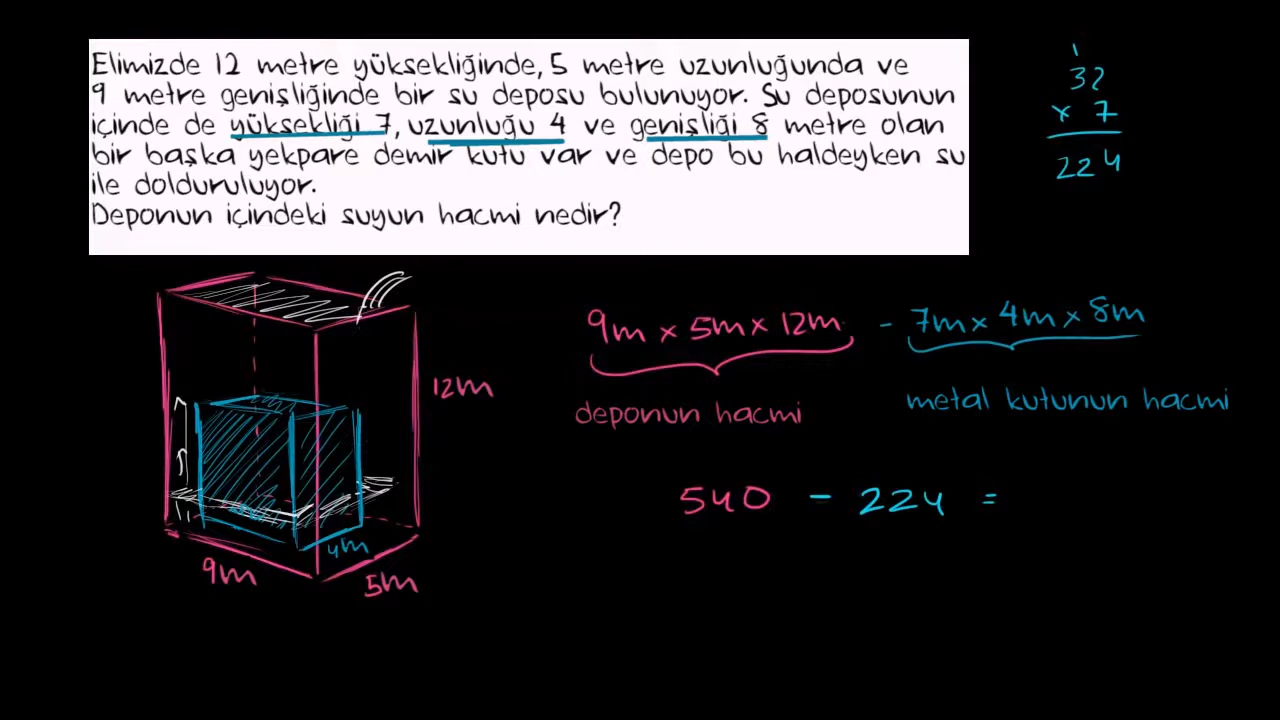 Elimizde 12 metre yüksekliğinde, 5 metre uzunluğunda ve
9 metre genişliğinde bir su deposu bulunuyor. Su deposunun
içinde de yüksekliği 7, uzunluğu 4 ve genişliği 8 metre olan
bir başka yekpare demir kutu var ve depo bu haldeyken su
ile dolduruluyor.
Deponun içindeki suyun hacmi nedir?
1
32
x 7
224
9m x 5m x 12m - 7m x 4m x 8m
deponun hacmi
metal kutunun hacmi
540 - 224 =
12m
4m
9m
5m